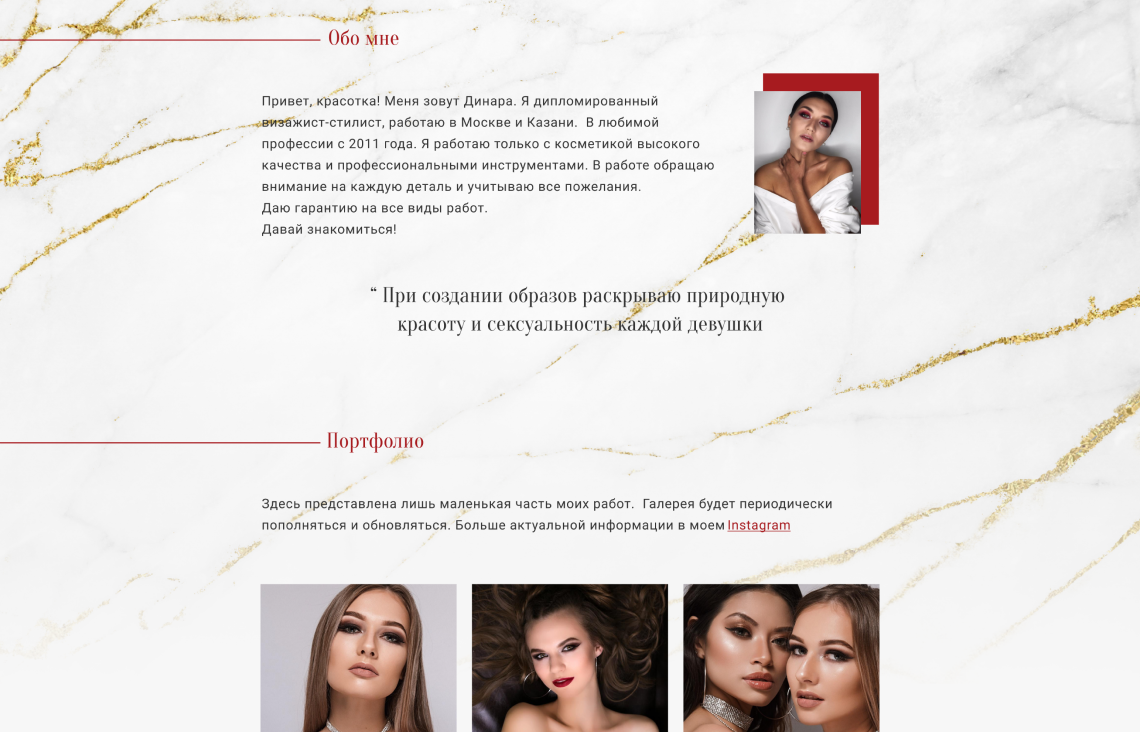 Обо мне
Привет, красотка! Меня зовут Динара. Я дипломированный
визажист-стилист, работаю в Москве и Казани. В любимой
профессии с 2011 года. Я работаю только с косметикой высокого
качества и профессиональными инструментами. В работе обращаю
внимание на каждую деталь и учитываю все пожелания.
Даю гарантию на все виды работ.
Давай знакомиться!
“ При создании образов раскрываю природную
красоту и сексуальность каждой девушки
Портфолио
Здесь представлена лишь маленькая часть моих работ. Галерея будет периодически
пополняться и обновляться. Больше актуальной информации в моем Instagram